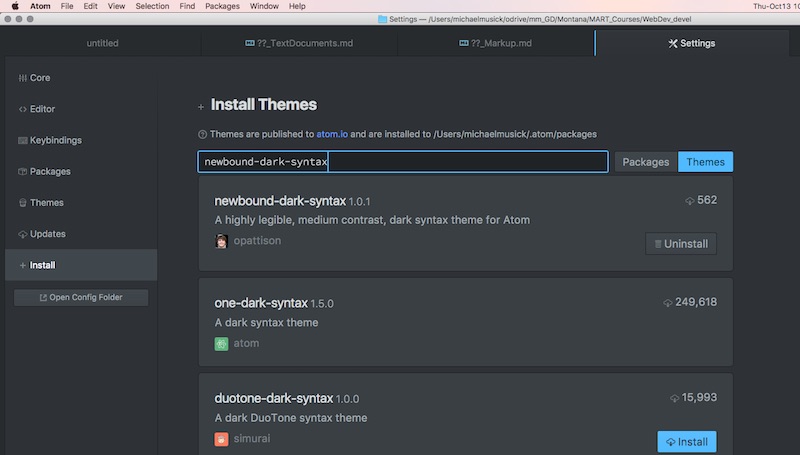 Atom File Edit View Selection Find Packages Window Help Thu-Oct13 10
Settings — /Users/michaelmusick/odrive/mm_GD/Montana/MART_Courses/WebDev_devel
untitled ??_TextDocuments.md ??_Markup.md Settings
Core
Editor
Keybindings
Packages
Themes
Updates
+ Install
Open Config Folder
+ Install Themes
? Themes are published to atom.io and are installed to /Users/michaelmusick/.atom/packages
newbound-dark-syntax Packages Themes
newbound-dark-syntax 1.0.1 562
A highly legible, medium contrast, dark syntax theme for Atom
opattison
Uninstall
one-dark-syntax 1.5.0 249,618
A dark syntax theme
atom
duotone-dark-syntax 1.0.0 15,993
A dark DuoTone syntax theme
simurai
Install